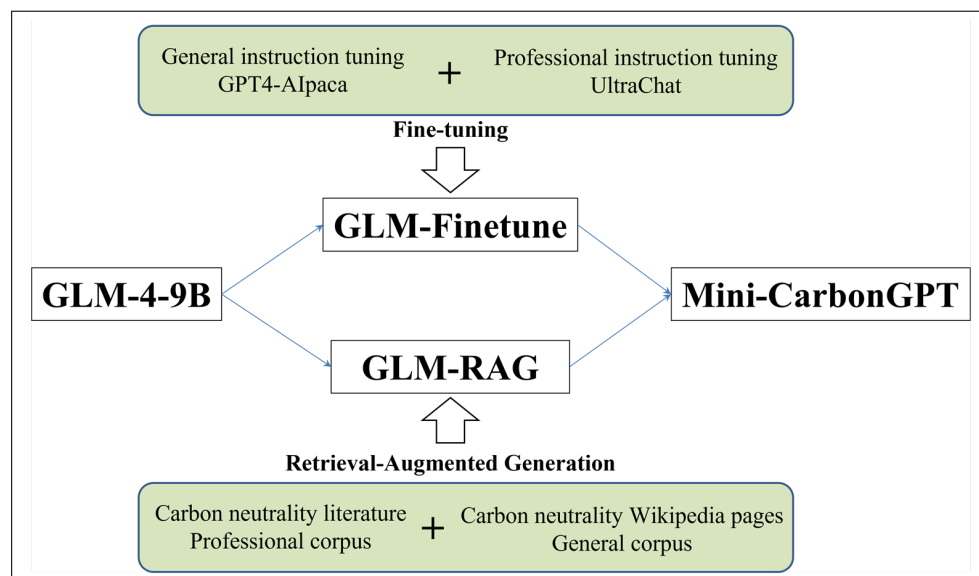 General instruction tuning
GPT4-AIpaca
+
Professional instruction tuning
UltraChat
Fine-tuning
GLM-Finetune
GLM-4-9B
Mini-CarbonGPT
GLM-RAG
Retrieval-Augmented Generation
Carbon neutrality literature
Professional corpus
+
Carbon neutrality Wikipedia pages
General corpus